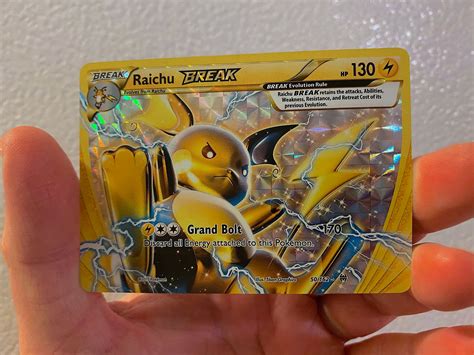 BREAK Raichu BREAK HP 130
Evolves from Raichu
BREAK Evolution Rule
Raichu BREAK retains the attacks, Abilities,
Weakness, Resistance, and Retreat Cost of its
previous Evolution.
Grand Bolt 170
Discard all Energy attached to this Pokémon.
50/162